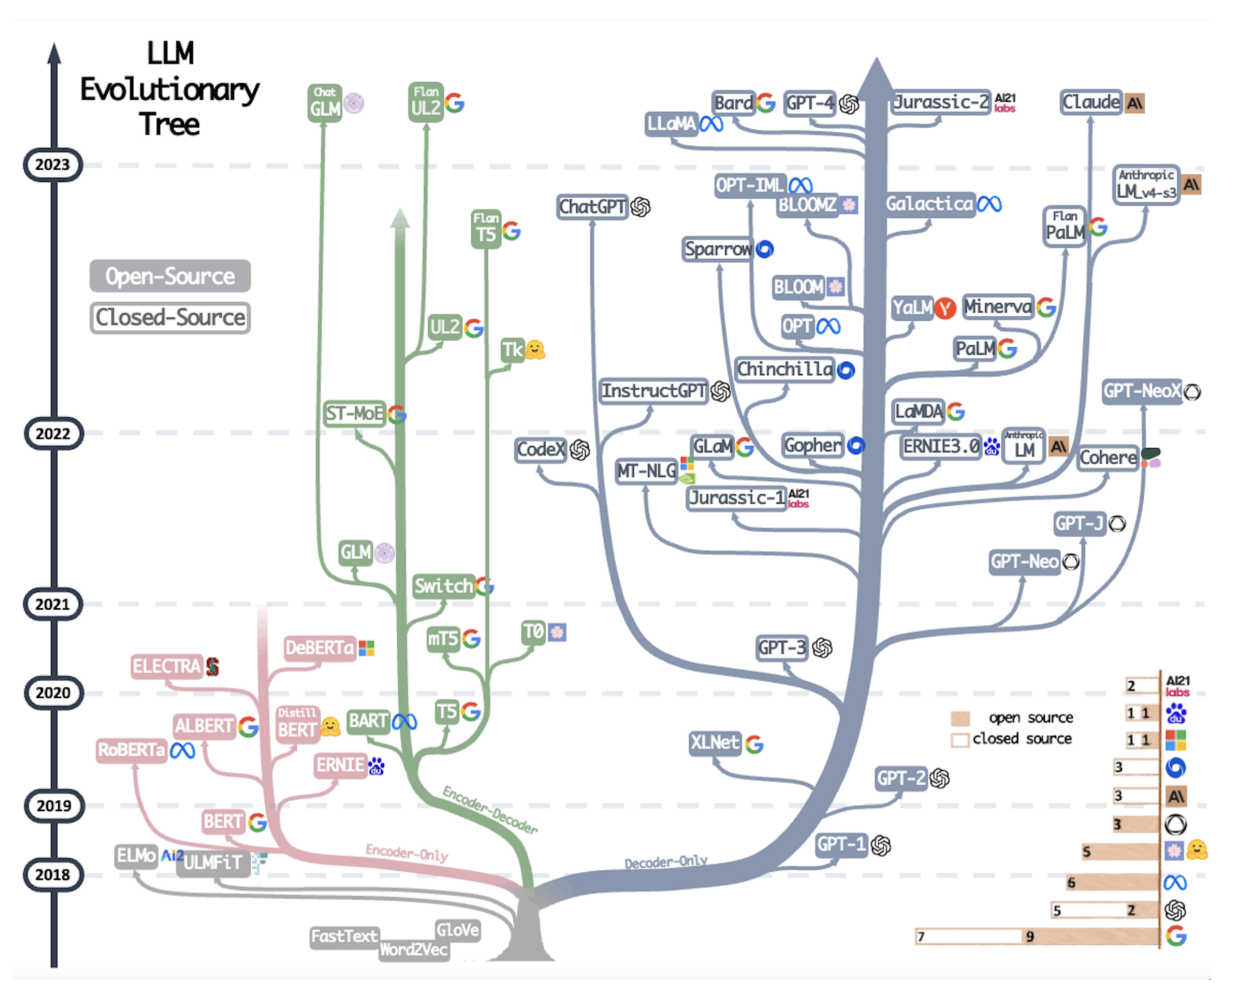 LLM
Evolutionary
Tree
Chat
GLM
Flan
UL2
Bard
GPT-4
Jurassic-2
AI21
labs
Claude
A\
LLaMA
2023
OPT-IML
Anthropic
LM_v4-s3
A\
ChatGPT
BLOOMZ
Galactica
Flan
T5
Flan
PaLM
Sparrow
Open-Source
BLOOM
Closed-Source
YaLM
Y
Minerva
UL2
OPT
Tk
PaLM
Chinchilla
InstructGPT
GPT-NeoX
ST-MoE
LaMDA
2022
CodeX
GLaM
Gopher
ERNIE3.0
Anthropic
LM
A\
Cohere
MT-NLG
Jurassic-1
AI21
labs
GPT-J
GLM
GPT-Neo
Switch
2021
mT5
T0
DeBERTa
GPT-3
ELECTRA
S
2020
2
AI21
labs
Distill
BERT
BART
T5
ALBERT
open source
1 1
RoBERTa
XLNet
closed source
1 1
ERNIE
3
GPT-2
2019
Encoder-Decoder
3
A\
BERT
3
GPT-1
ELMo
Ai2
ULMFiT
Encoder-Only
Decoder-Only
5
2018
6
5 2
FastText
Word2Vec
GloVe
7 9